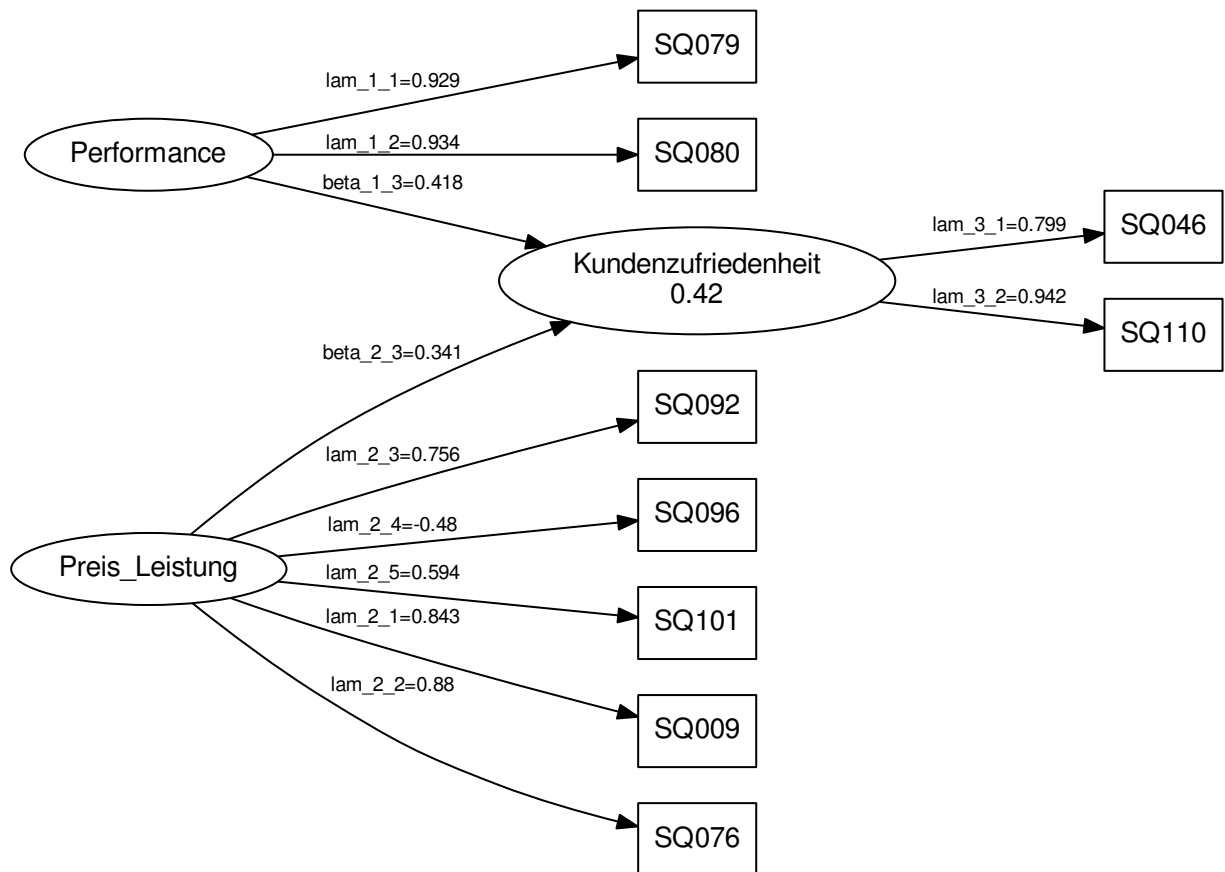 SQ079
lam_1_1=0.929
Performance
lam_1_2=0.934
SQ080
beta_1_3=0.418
Kundenzufriedenheit
0.42
lam_3_1=0.799
SQ046
lam_3_2=0.942
SQ110
beta_2_3=0.341
SQ092
lam_2_3=0.756
SQ096
lam_2_4=-0.48
Preis_Leistung
lam_2_5=0.594
SQ101
lam_2_1=0.843
SQ009
lam_2_2=0.88
SQ076